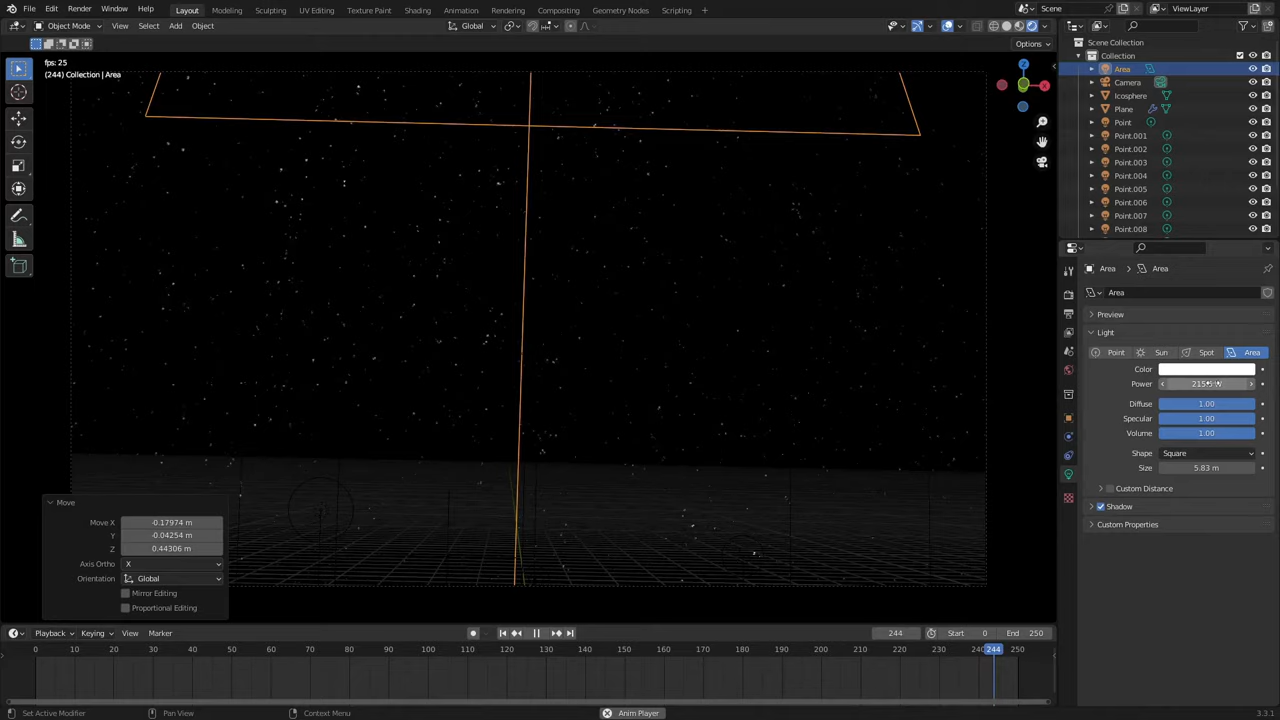 File Edit Render Window Help Layout Modeling Sculpting UV Editing Texture Paint Shading Animation Rendering Compositing Geometry Nodes Scripting + Scene ViewLayer
Object Mode View Select Add Object Global
Options
fps: 25
(244) Collection | Area
Scene Collection
Collection
Area
Camera
Icosphere
Plane
Point
Point.001
Point.002
Point.003
Point.004
Point.005
Point.006
Point.007
Point.008
Area Area
Area
Preview
Light
Point Sun Spot Area
Color
Power
Diffuse 1.00
Specular 1.00
Volume 1.00
Shape Square
Size 5.83 m
Custom Distance
Shadow
Custom Properties
X
Move
Move X -0.17974 m
Y -0.04254 m
Z 0.44306 m
Axis Ortho X
Orientation Global
Mirror Editing
Proportional Editing
Playback Keying View Marker 244 Start 0 End 250
0 10 20 30 40 50 60 70 80 90 100 110 120 130 140 150 160 170 180 190 200 210 220 230 244 250
Set Active Modifier Pan View Context Menu Anim Player 3.3.1